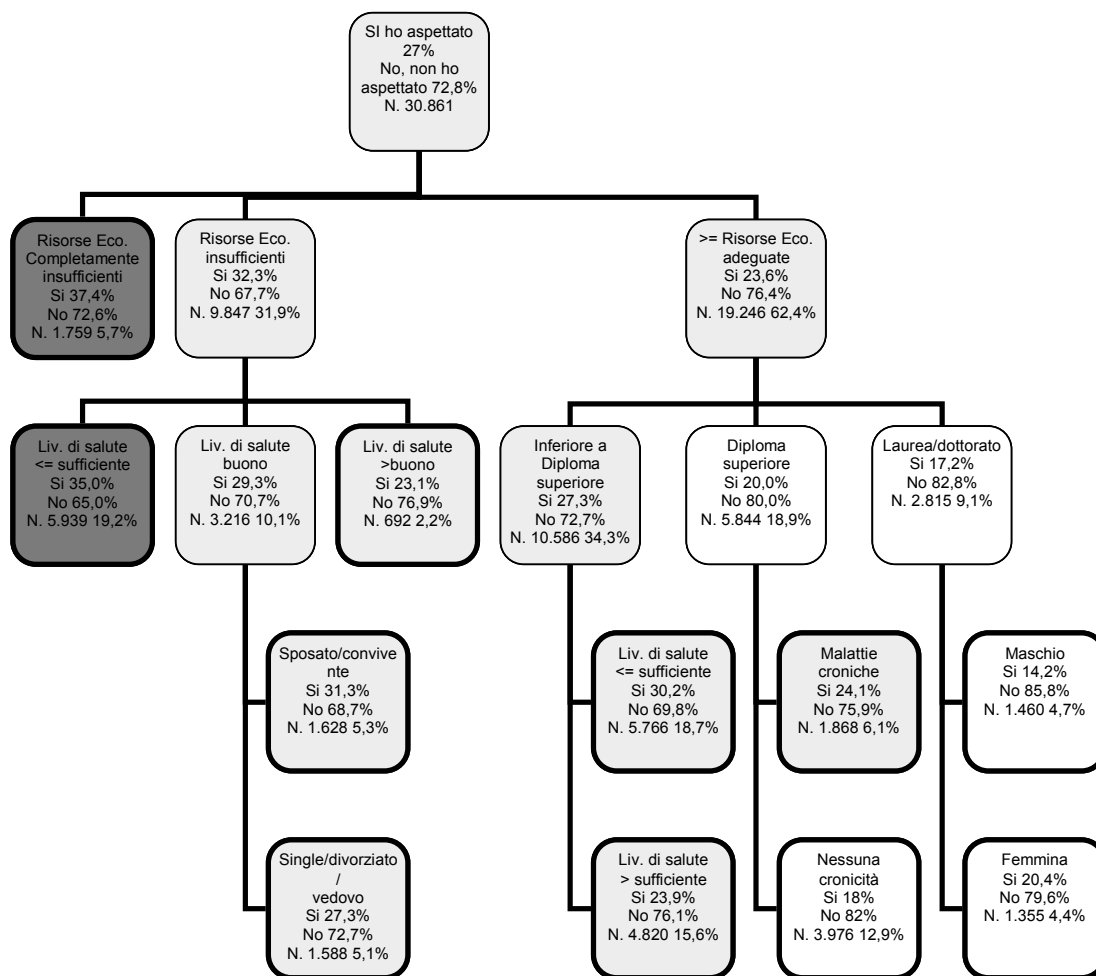 SI ho aspettato
27%
No, non ho
aspettato 72,8%
N. 30.861
Risorse Eco.
Completamente
insufficienti
Si 37,4%
No 72,6%
N. 1.759 5,7%
Risorse Eco.
insufficienti
Si 32,3%
No 67,7%
N. 9.847 31,9%
>= Risorse Eco.
adeguate
Si 23,6%
No 76,4%
N. 19.246 62,4%
Liv. di salute
<= sufficiente
Si 35,0%
No 65,0%
N. 5.939 19,2%
Liv. di salute
buono
Si 29,3%
No 70,7%
N. 3.216 10,1%
Liv. di salute
>buono
Si 23,1%
No 76,9%
N. 692 2,2%
Inferiore a
Diploma
superiore
Si 27,3%
No 72,7%
N. 10.586 34,3%
Diploma
superiore
Si 20,0%
No 80,0%
N. 5.844 18,9%
Laurea/dottorato
Si 17,2%
No 82,8%
N. 2.815 9,1%
Sposato/convive
nte
Si 31,3%
No 68,7%
N. 1.628 5,3%
Liv. di salute
<= sufficiente
Si 30,2%
No 69,8%
N. 5.766 18,7%
Malattie
croniche
Si 24,1%
No 75,9%
N. 1.868 6,1%
Maschio
Si 14,2%
No 85,8%
N. 1.460 4,7%
Single/divorziato
/
vedovo
Si 27,3%
No 72,7%
N. 1.588 5,1%
Liv. di salute
> sufficiente
Si 23,9%
No 76,1%
N. 4.820 15,6%
Nessuna
cronicità
Si 18%
No 82%
N. 3.976 12,9%
Femmina
Si 20,4%
No 79,6%
N. 1.355 4,4%